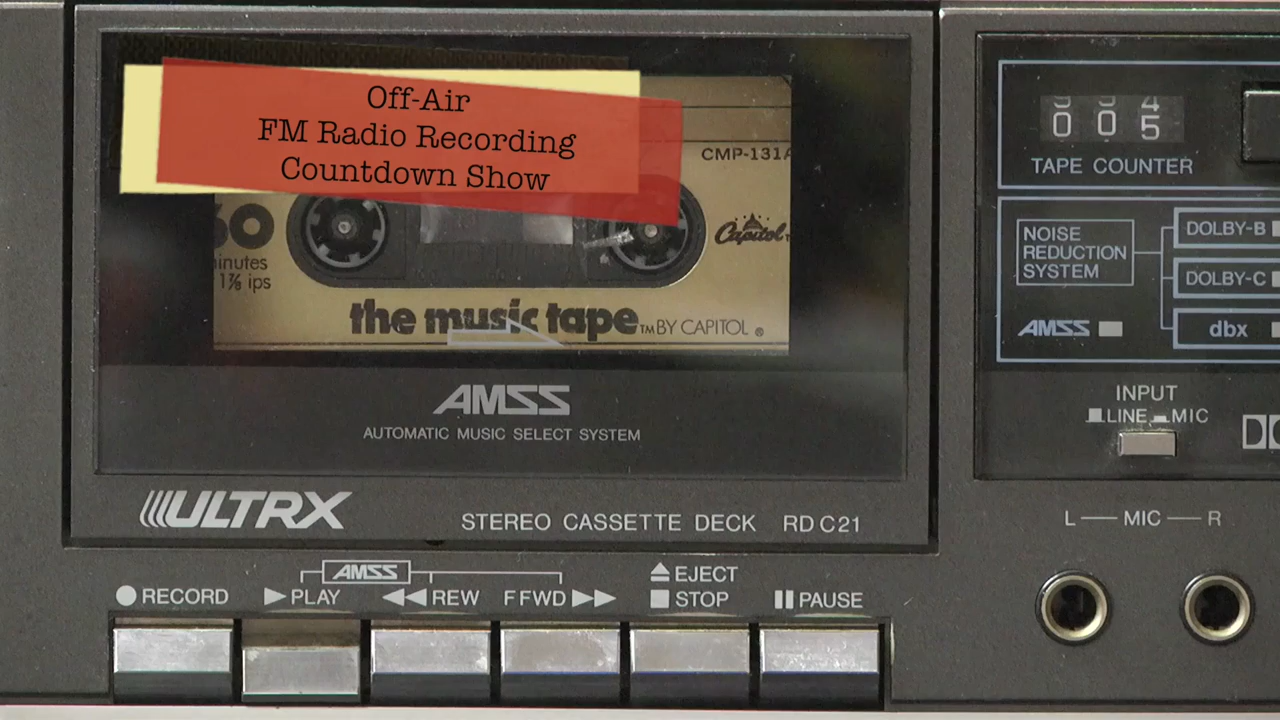 Off-Air
FM Radio Recording
Countdown Show
CMP-131A
60
minutes
1⅞ ips
Capitol
the music tape TM BY CAPITOL ®
AMSS
AUTOMATIC MUSIC SELECT SYSTEM
ULTRX
STEREO CASSETTE DECK RD C21
AMSS
RECORD
PLAY
REW
FFWD
EJECT
STOP
PAUSE
0 0 5
TAPE COUNTER
NOISE
REDUCTION
SYSTEM
DOLBY-B
DOLBY-C
dbx
AMSS
INPUT
LINE MIC
L MIC R